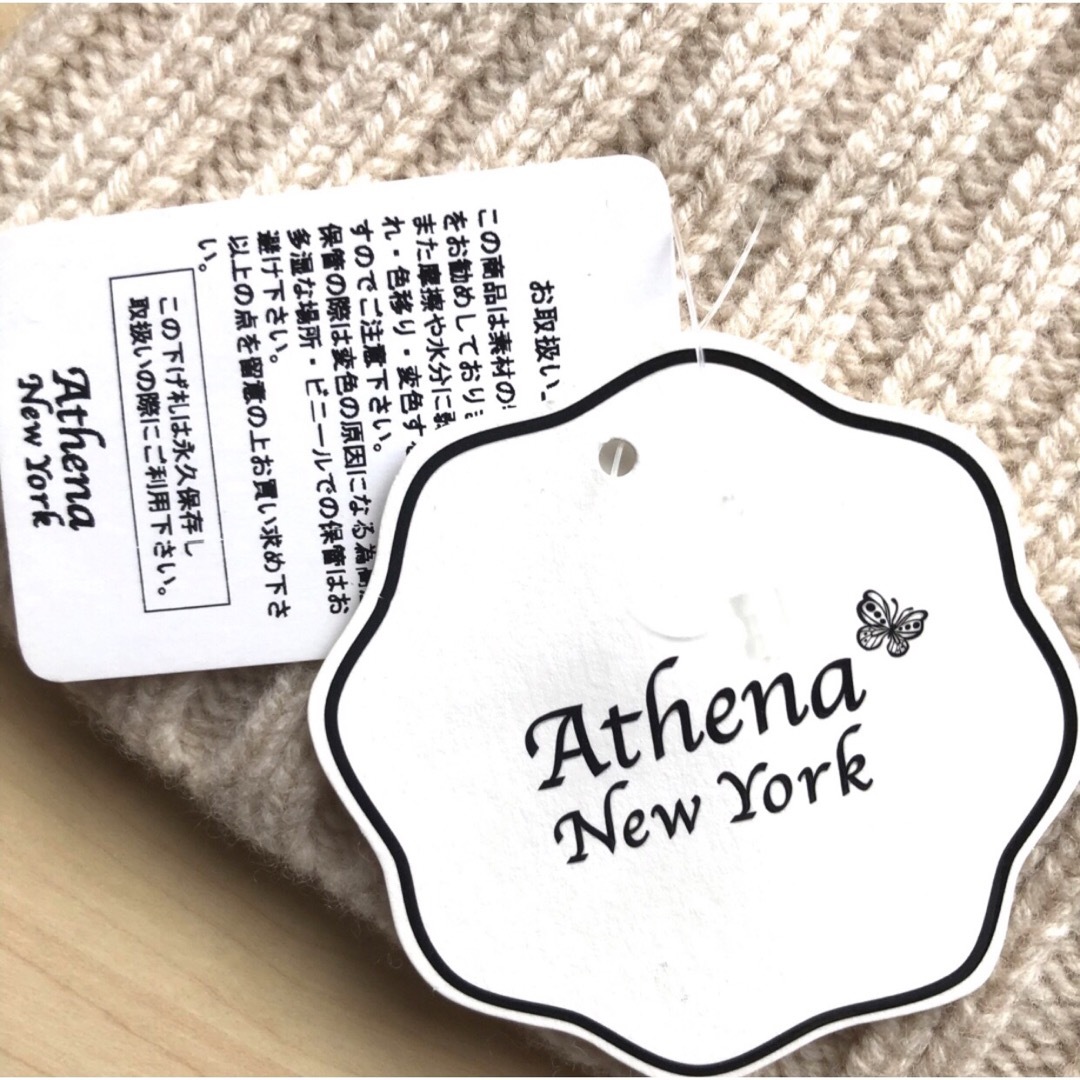 お取扱い
この商品は素材の
をお勧めしており
また摩擦や水分に
れ・色移り・変色す
すのでご注意下さい。
保管の際は変色の原因になる為高
多湿な場所・ビニールでの保管はお
避け下さい。
以上の点を留意の上お買い求め下さ
い。
この下げ札は永久保存し
取扱いの際にご利用下さい。
Athena
New York
Athena
New York